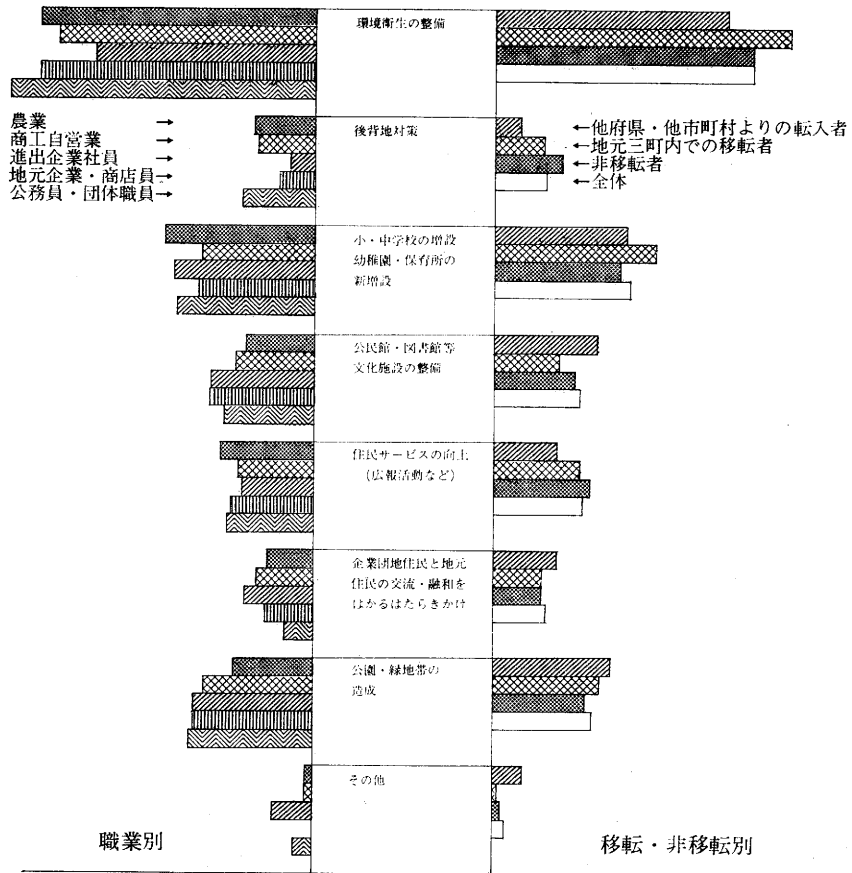 環境衛生の整備
農業→
商工自営業→
進出企業社員→
地元企業・商店員→
公務員・団体職員→
後背地対策
←他府県・他市町村よりの転入者
←地元三町内での移転者
←非移転者
←全体
小・中学校の増設
幼稚園・保育所の
新増設
公民館・図書館等
文化施設の整備
住民サービスの向上
(広報活動など)
企業団地住民と地元
住民の交流・融和を
はかるはたらきかけ
公園・緑地帯の
造成
その他
職業別
移転・非移転別